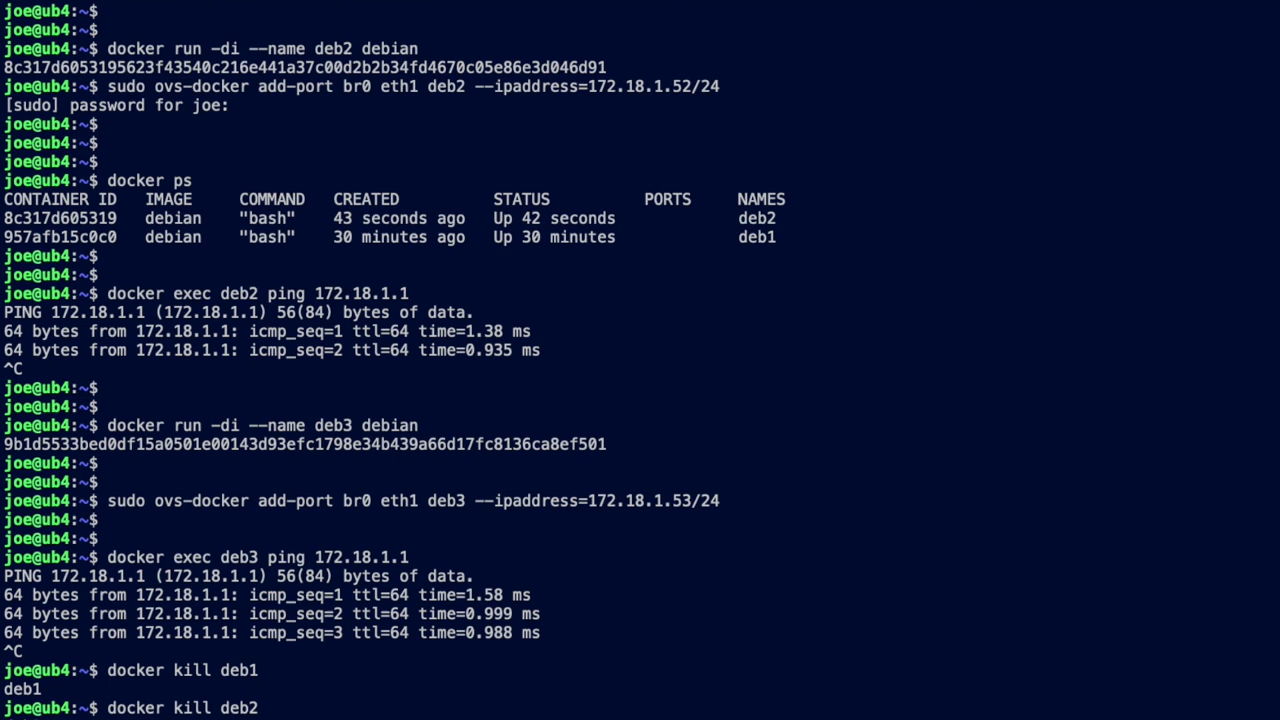 joe@ub4:~$
joe@ub4:~$
joe@ub4:~$ docker run -di --name deb2 debian
8c317d6053195623f43540c216e441a37c00d2b2b34fd4670c05e86e3d046d91
joe@ub4:~$ sudo ovs-docker add-port br0 eth1 deb2 --ipaddress=172.18.1.52/24
[sudo] password for joe:
joe@ub4:~$
joe@ub4:~$
joe@ub4:~$
joe@ub4:~$ docker ps
CONTAINER ID   IMAGE     COMMAND   CREATED          STATUS          PORTS     NAMES
8c317d605319   debian    "bash"    43 seconds ago   Up 42 seconds             deb2
957afb15c0c0   debian    "bash"    30 minutes ago   Up 30 minutes             deb1
joe@ub4:~$
joe@ub4:~$
joe@ub4:~$ docker exec deb2 ping 172.18.1.1
PING 172.18.1.1 (172.18.1.1) 56(84) bytes of data.
64 bytes from 172.18.1.1: icmp_seq=1 ttl=64 time=1.38 ms
64 bytes from 172.18.1.1: icmp_seq=2 ttl=64 time=0.935 ms
^C
joe@ub4:~$
joe@ub4:~$
joe@ub4:~$ docker run -di --name deb3 debian
9b1d5533bed0df15a0501e00143d93efc1798e34b439a66d17fc8136ca8ef501
joe@ub4:~$
joe@ub4:~$
joe@ub4:~$ sudo ovs-docker add-port br0 eth1 deb3 --ipaddress=172.18.1.53/24
joe@ub4:~$
joe@ub4:~$
joe@ub4:~$ docker exec deb3 ping 172.18.1.1
PING 172.18.1.1 (172.18.1.1) 56(84) bytes of data.
64 bytes from 172.18.1.1: icmp_seq=1 ttl=64 time=1.58 ms
64 bytes from 172.18.1.1: icmp_seq=2 ttl=64 time=0.999 ms
64 bytes from 172.18.1.1: icmp_seq=3 ttl=64 time=0.988 ms
^C
joe@ub4:~$ docker kill deb1
deb1
joe@ub4:~$ docker kill deb2